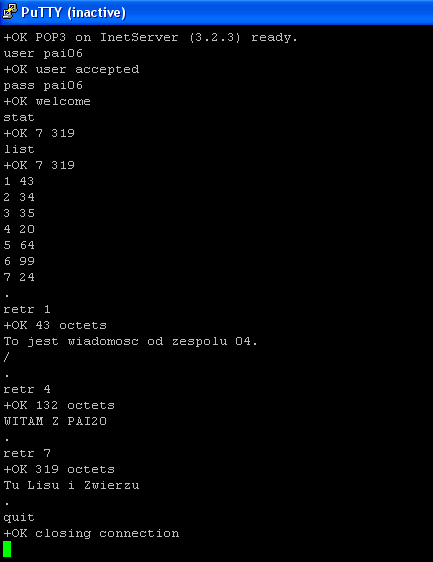 PuTTY (inactive)
+OK POP3 on InetServer (3.2.3) ready.
user pai06
+OK user accepted
pass pai06
+OK welcome
stat
+OK 7 319
list
+OK 7 319
1 43
2 34
3 35
4 20
5 64
6 99
7 24
.
retr 1
+OK 43 octets
To jest wiadomosc od zespolu 04.
/
.
retr 4
+OK 132 octets
WITAM Z PAI20
.
retr 7
+OK 319 octets
Tu Lisu i Zwierzu
.
quit
+OK closing connection